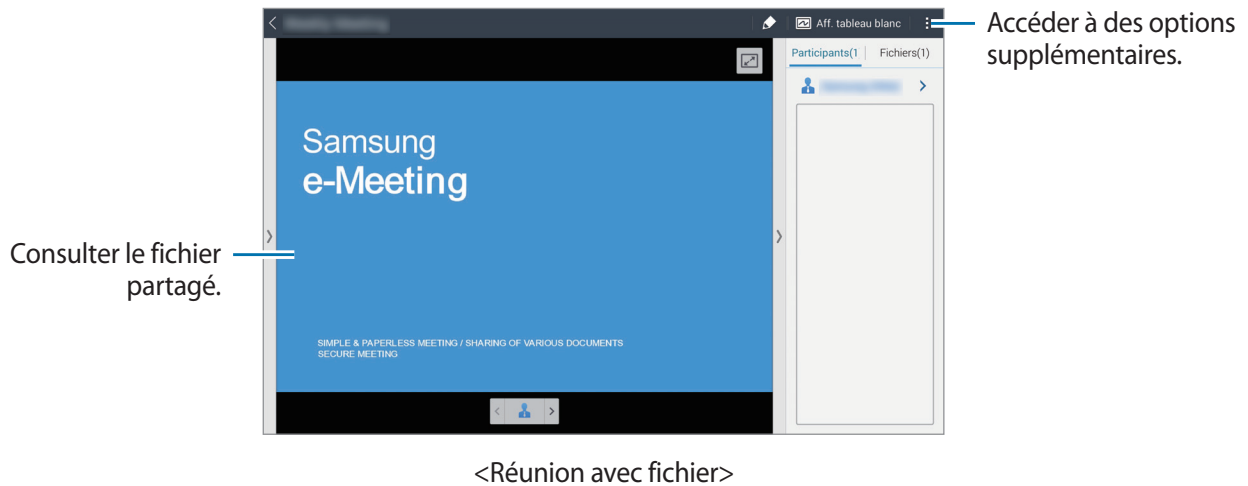 Aff. tableau blanc
Accéder à des options
supplémentaires.
Participants(1
Fichiers(1)
Samsung
e-Meeting
Consulter le fichier
partagé.
SIMPLE & PAPERLESS MEETING / SHARING OF VARIOUS DOCUMENTS
SECURE MEETING
<Réunion avec fichier>